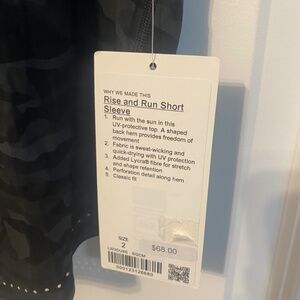 WHY WE MADE THIS
Rise and Run Short
Sleeve
1. Run with the sun in this
UV-protective top. A shaped
back hem provides freedom of
movement
2. Fabric is sweat-wicking and
quick-drying with UV protection
3. Added Lycra® fibre for stretch
and shape retention
4. Perforation detail along hem
5. Classic fit
SIZE
2
$68.00